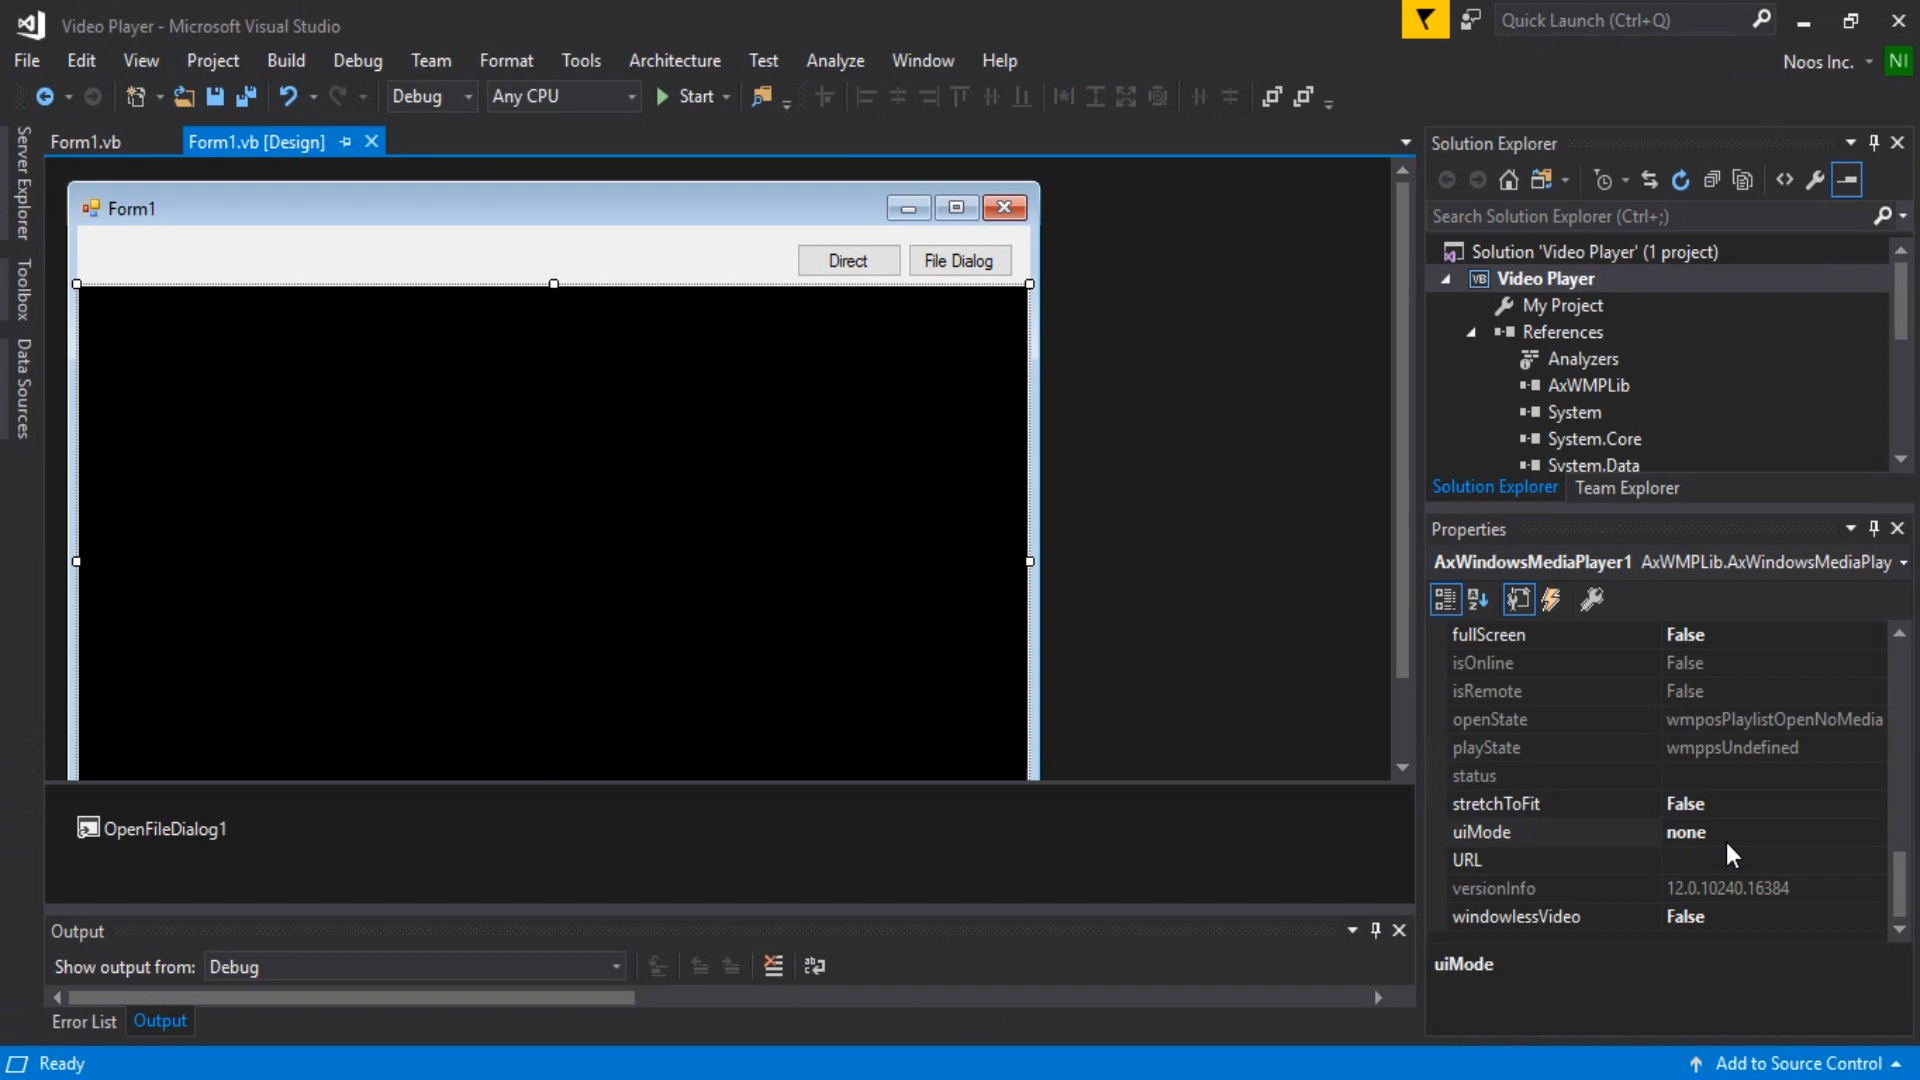 Video Player - Microsoft Visual Studio
Quick Launch (Ctrl+Q)
File Edit View Project Build Debug Team Format Tools Architecture Test Analyze Window Help
Noos Inc. NI
Debug Any CPU Start
Server Explorer
Toolbox
Data Sources
Form1.vb Form1.vb [Design]
Form1
Direct File Dialog
OpenFileDialog1
Output
Show output from: Debug
Error List Output
Solution Explorer
Search Solution Explorer (Ctrl+;)
Solution 'Video Player' (1 project)
VB Video Player
My Project
References
Analyzers
AxWMPLib
System
System.Core
System.Data
Solution Explorer Team Explorer
Properties
AxWindowsMediaPlayer1 AxWMPLib.AxWindowsMediaPlay
fullScreen False
isOnline False
isRemote False
openState wmposPlaylistOpenNoMedia
playState wmppsUndefined
status
stretchToFit False
uiMode none
URL
versionInfo 12.0.10240.16384
windowlessVideo False
uiMode
Ready
Add to Source Control